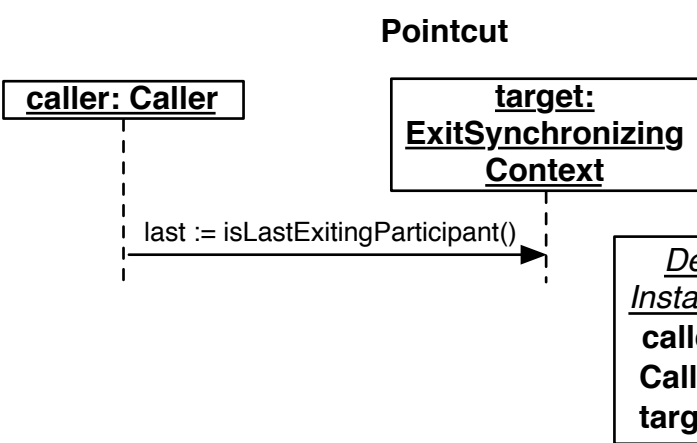 Pointcut
caller: Caller
target:
ExitSynchronizing
Context
last := isLastExitingParticipant()